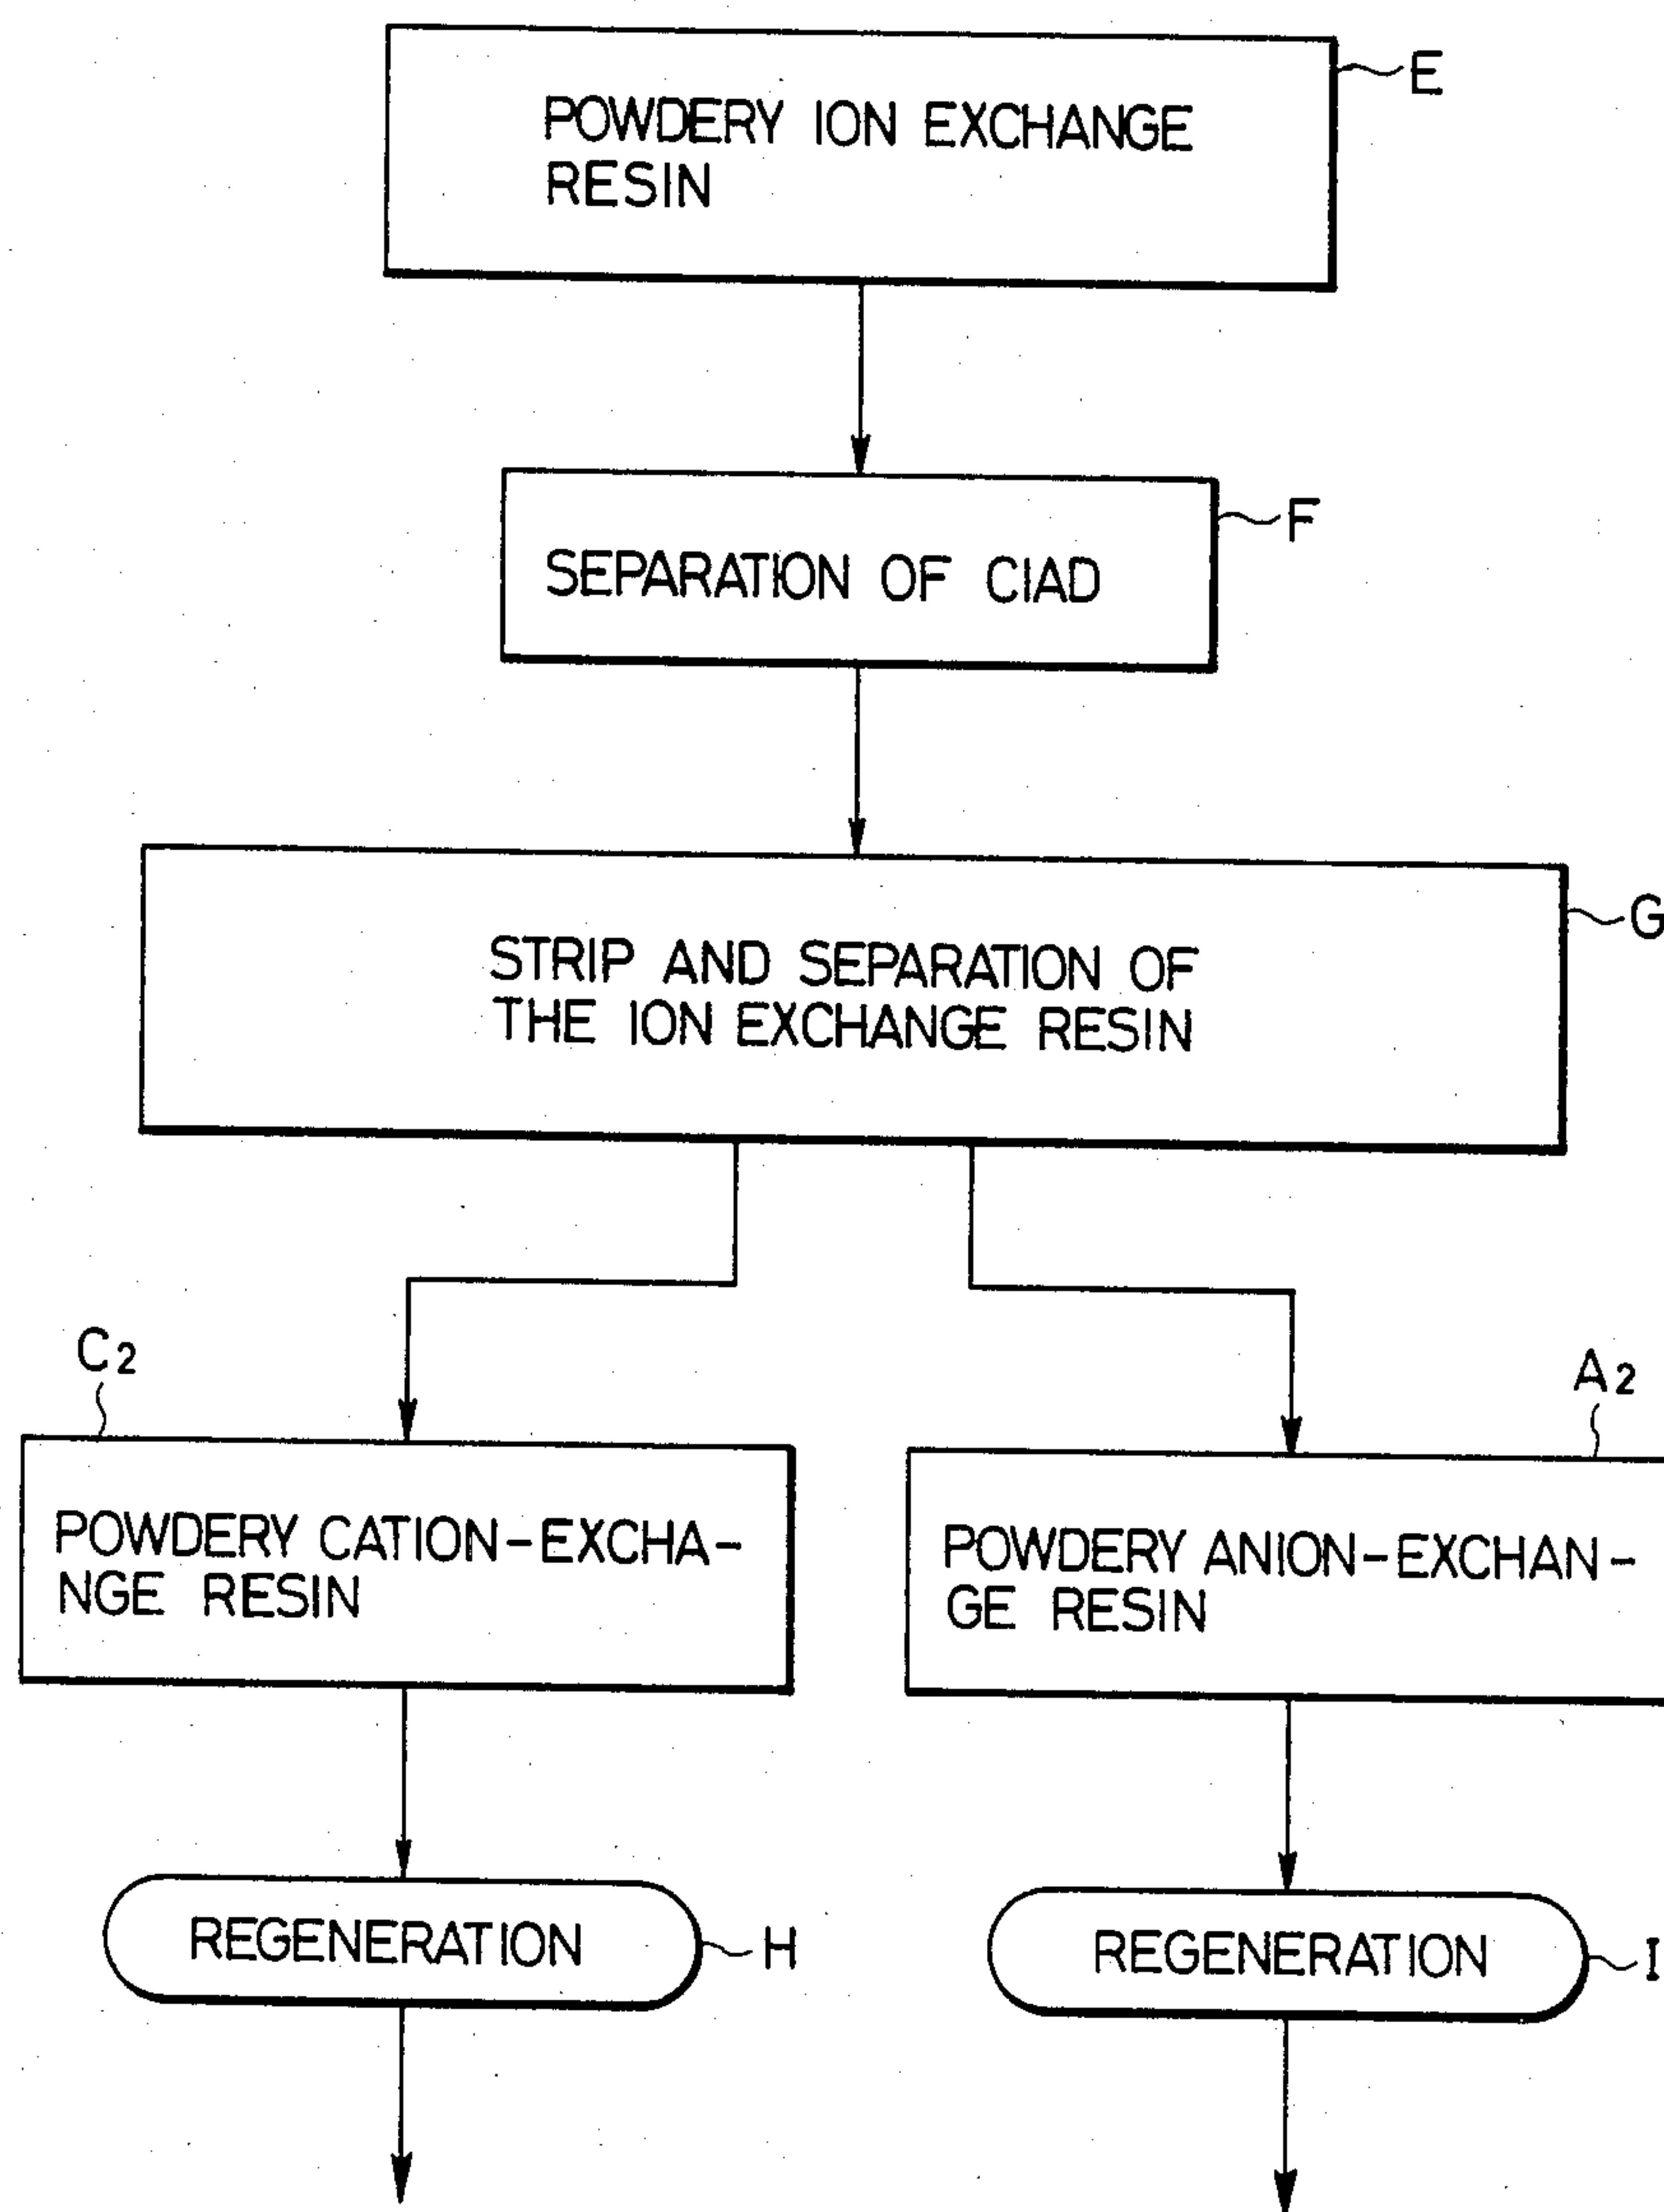 E
POWDERY ION EXCHANGE
RESIN
F
SEPARATION OF CIAD
G
STRIP AND SEPARATION OF
THE ION EXCHANGE RESIN
C2
A2
POWDERY CATION-EXCHA-
NGE RESIN
POWDERY ANION-EXCHAN-
GE RESIN
REGENERATION
H
REGENERATION
I